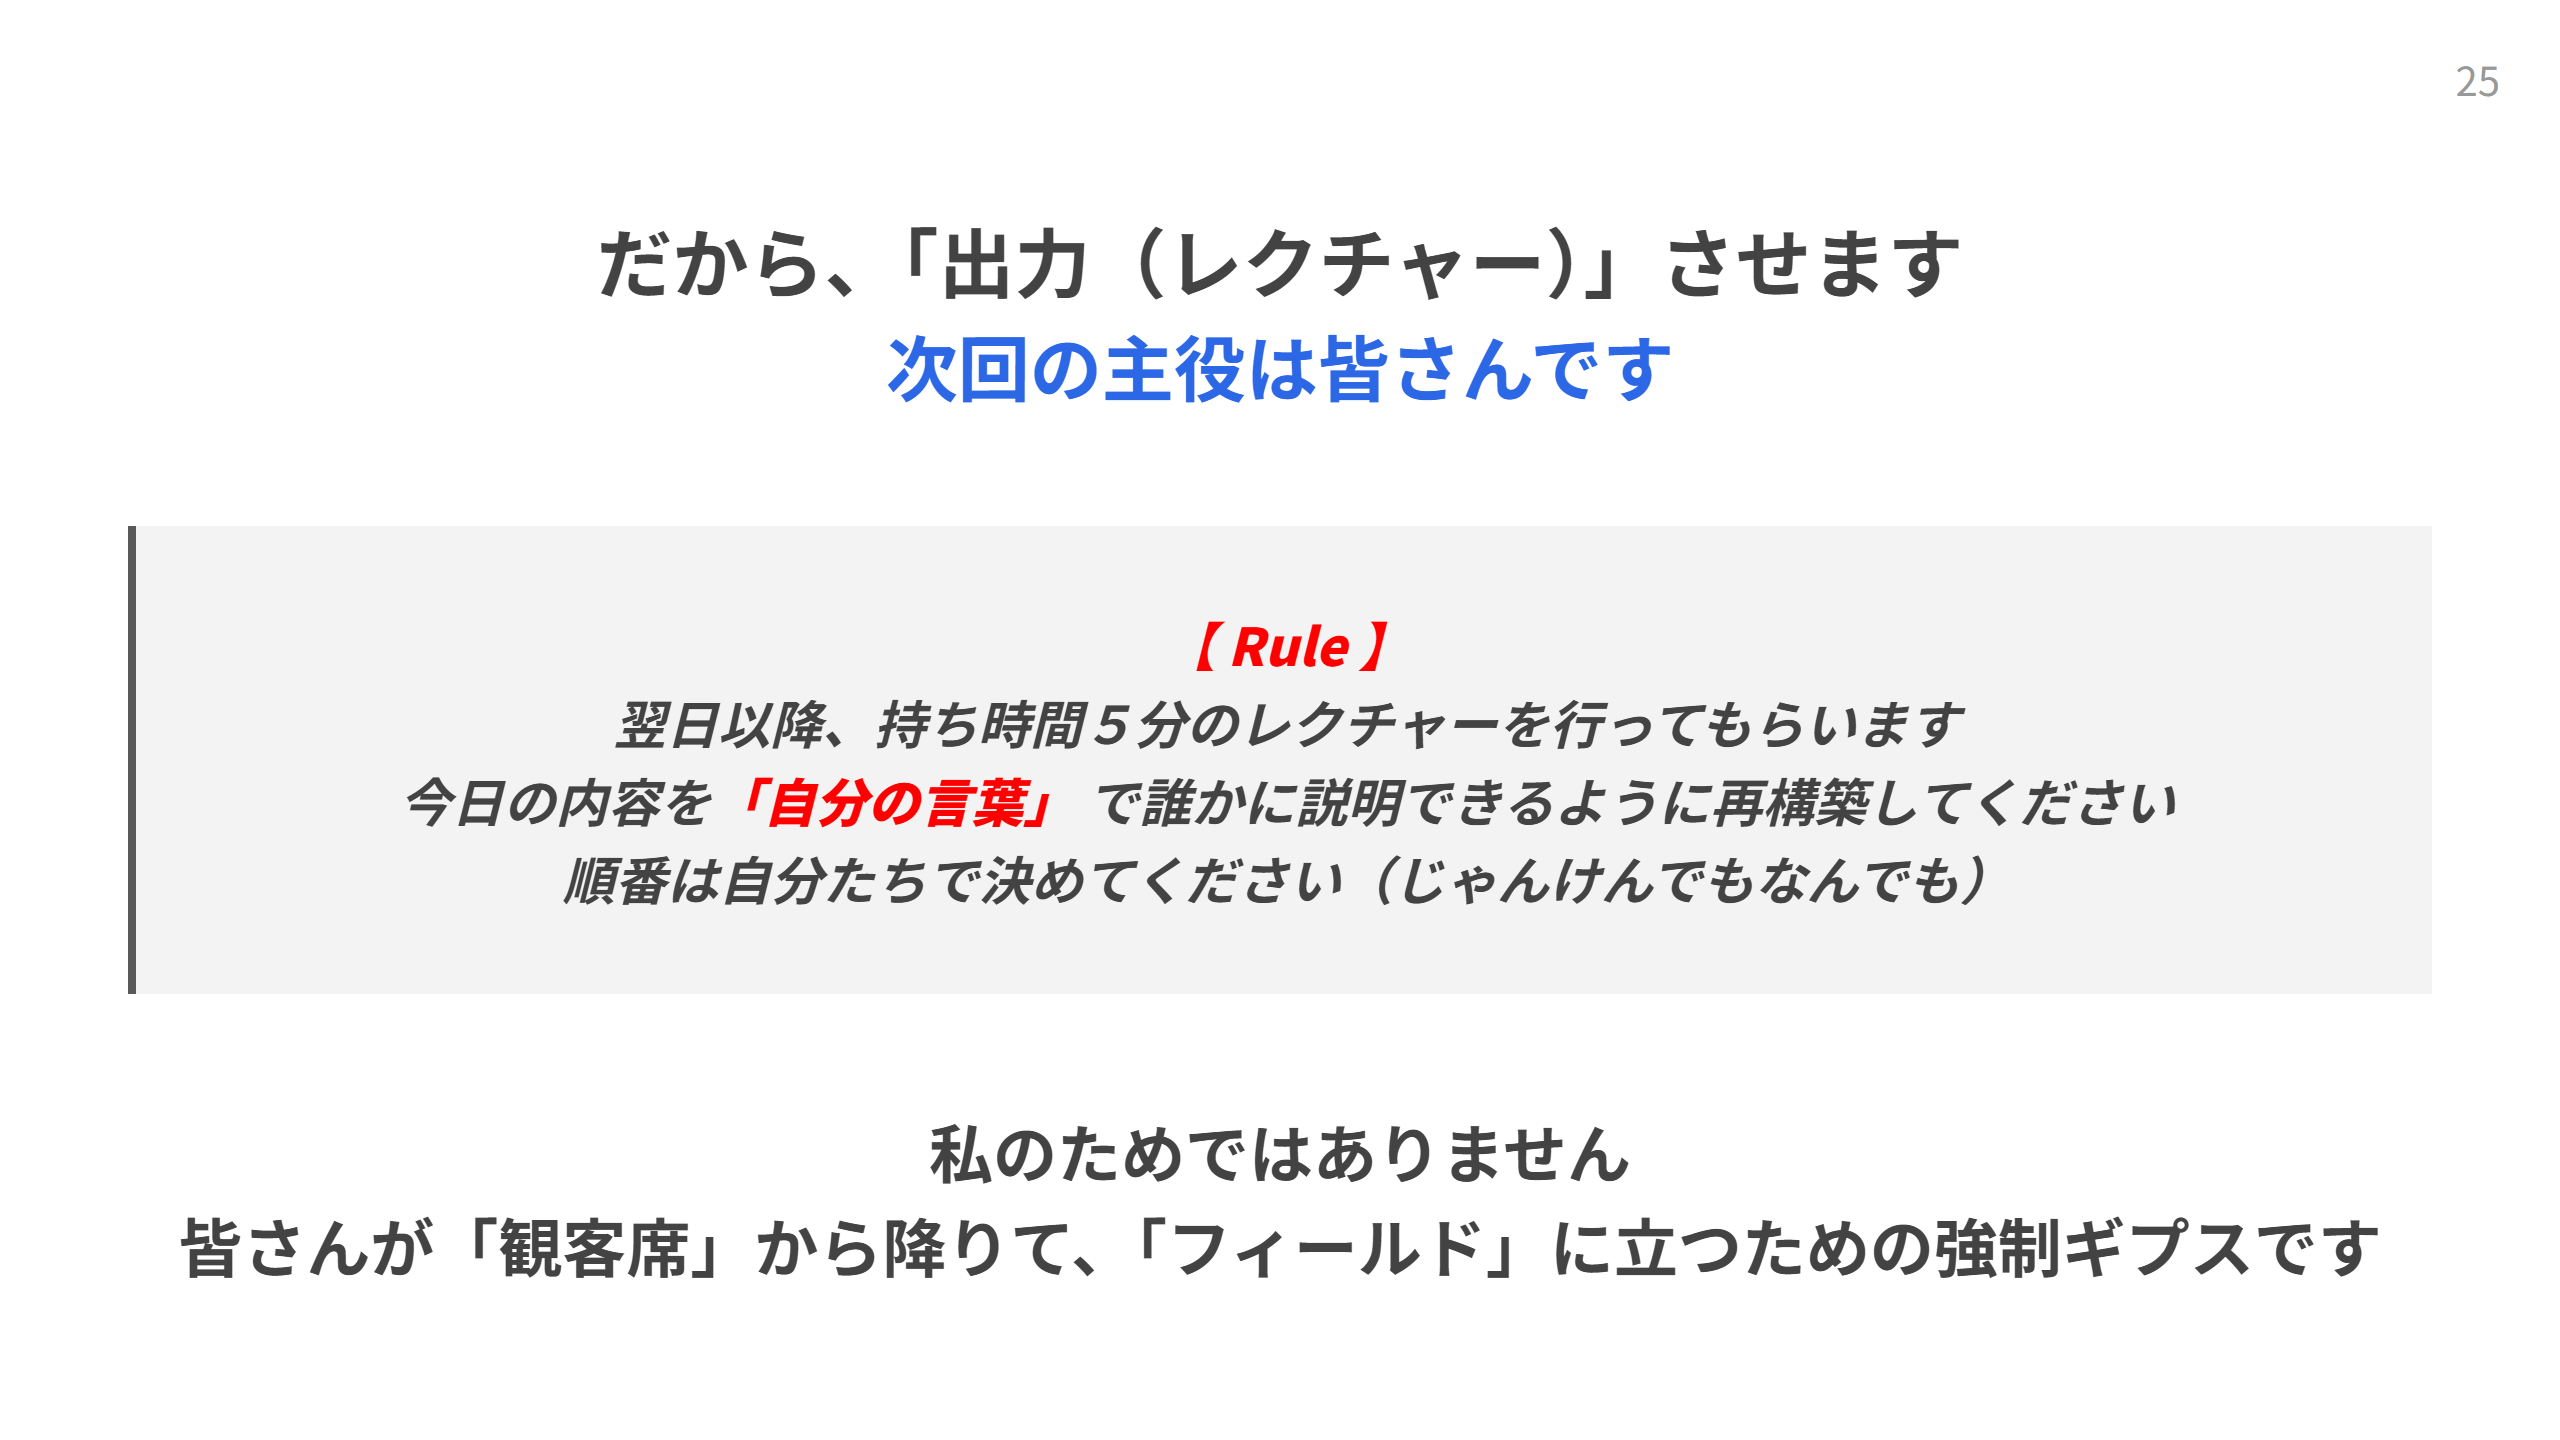 25
だから、「出力（レクチャー）」させます
次回の主役は皆さんです
【 Rule 】
翌日以降、持ち時間５分のレクチャーを行ってもらいます
今日の内容を「自分の言葉」 で誰かに説明できるように再構築してください
順番は自分たちで決めてください（じゃんけんでもなんでも）
私のためではありません
皆さんが「観客席」から降りて、「フィールド」に立つための強制ギプスです